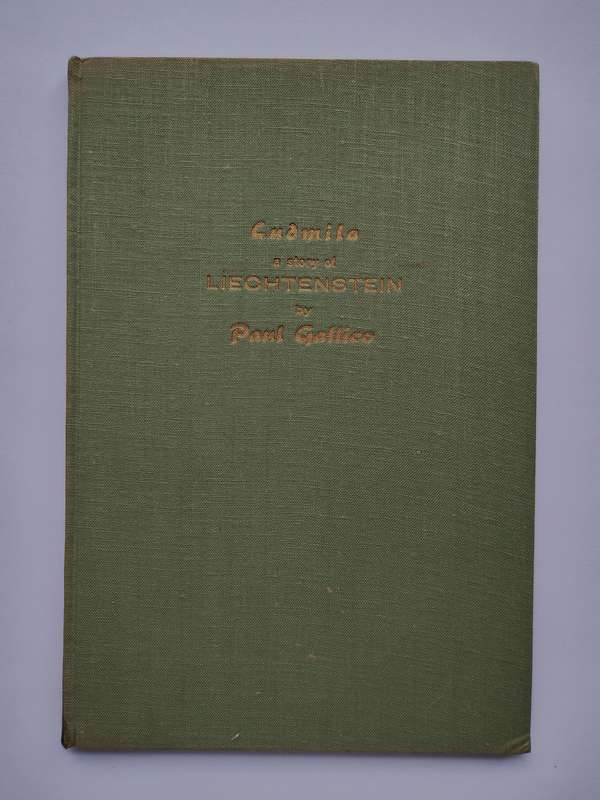 Ludmila
a story of
LIECHTENSTEIN
by
Paul Gallico